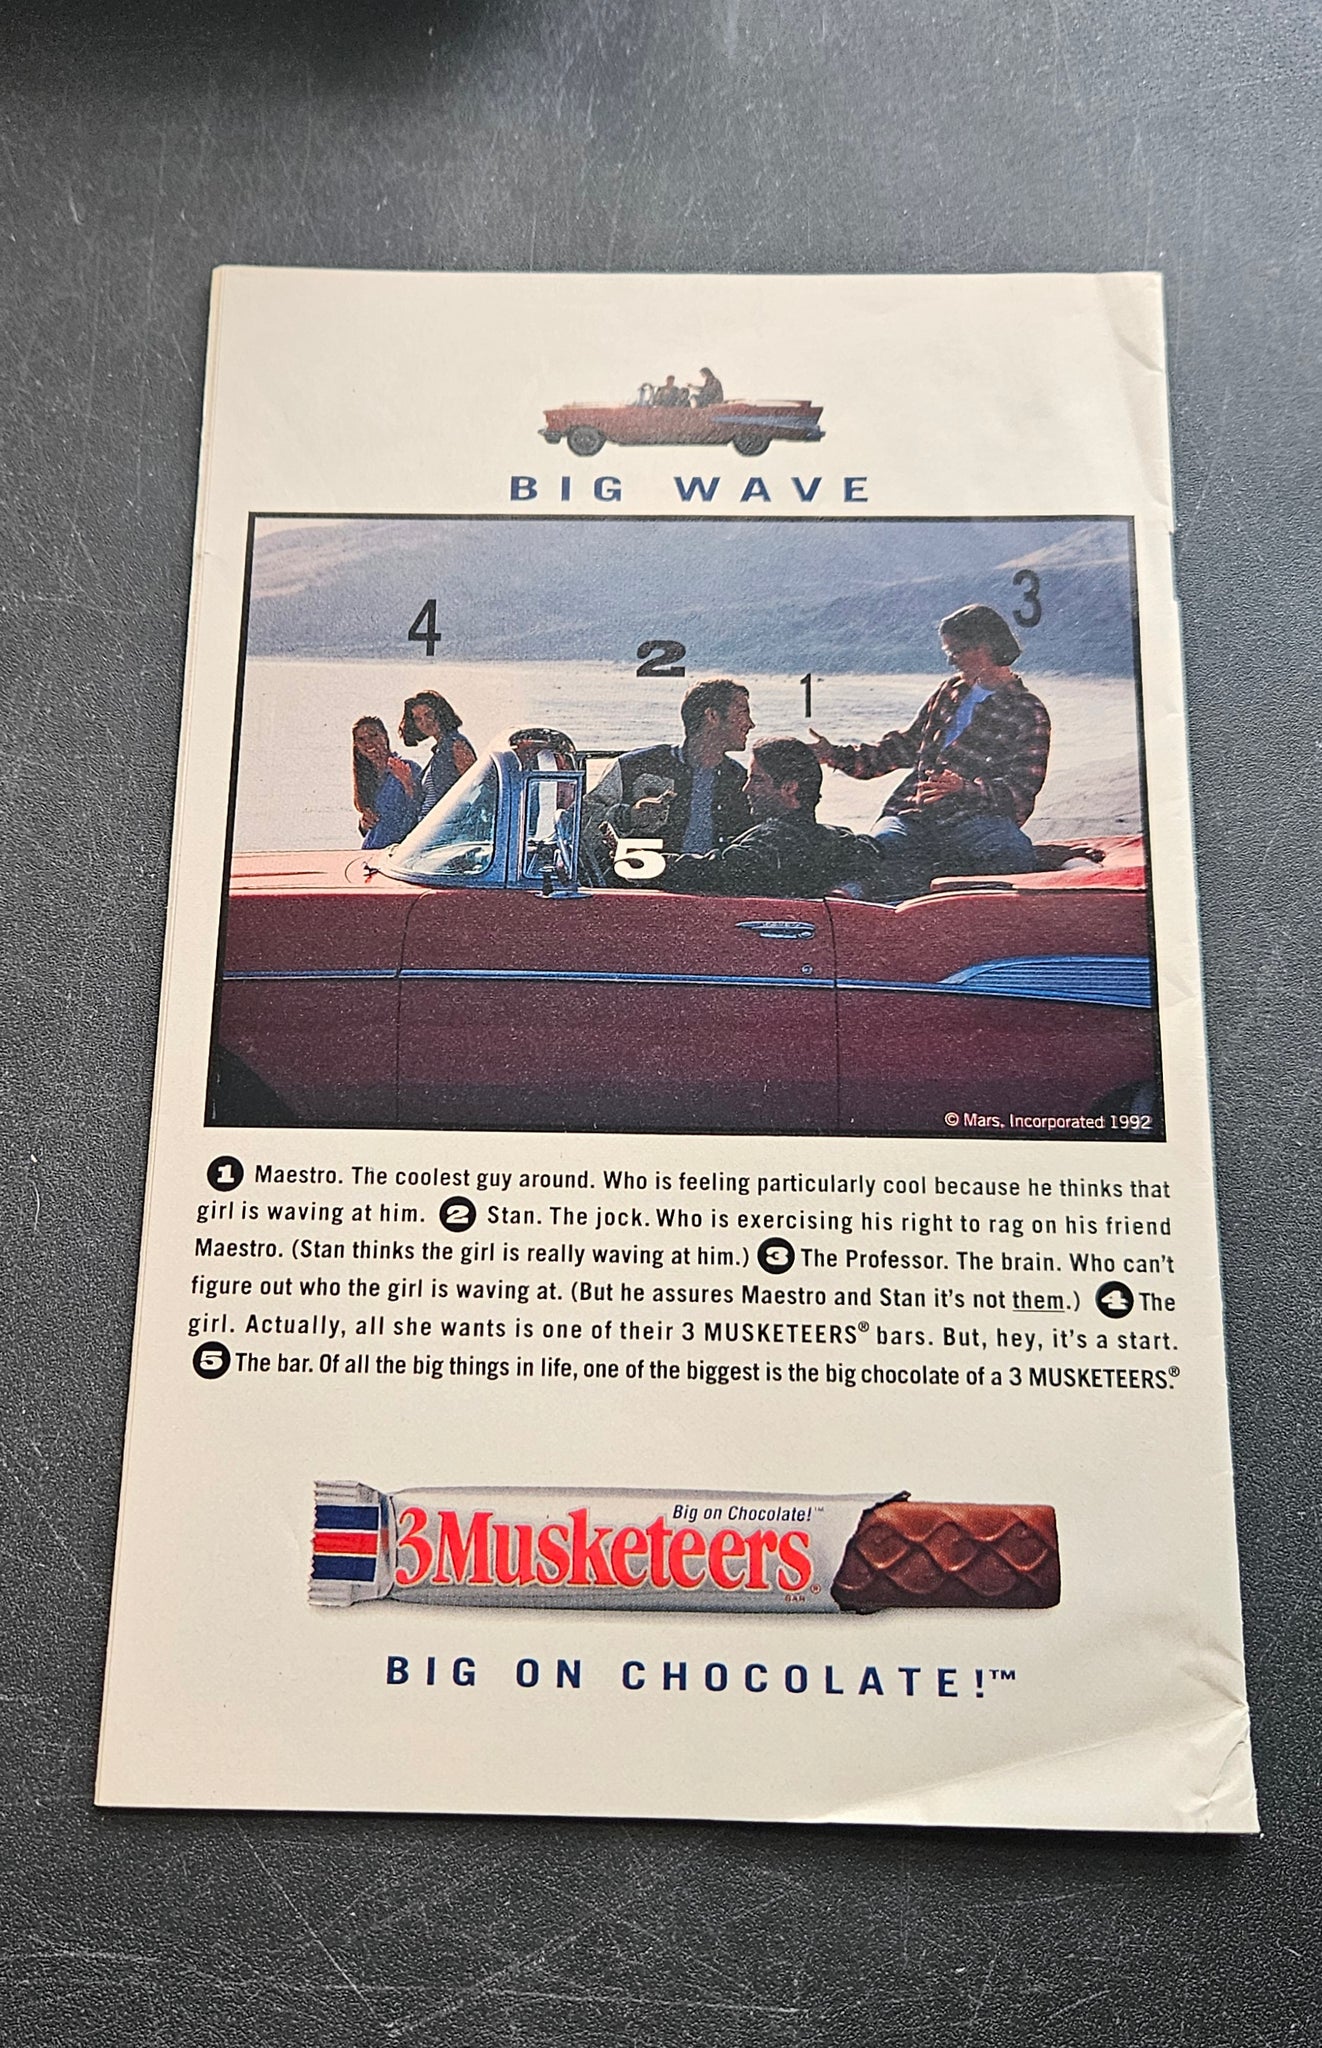 BIG WAVE
4
3
2
1
5
© Mars, Incorporated 1992
1 Maestro. The coolest guy around. Who is feeling particularly cool because he thinks that
girl is waving at him. 2 Stan. The jock. Who is exercising his right to rag on his friend
Maestro. (Stan thinks the girl is really waving at him.) 3 The Professor. The brain. Who can't
figure out who the girl is waving at. (But he assures Maestro and Stan it's not them.) 4 The
girl. Actually, all she wants is one of their 3 MUSKETEERS® bars. But, hey, it's a start.
5 The bar. Of all the big things in life, one of the biggest is the big chocolate of a 3 MUSKETEERS.®
Big on Chocolate!™
3Musketeers®
BAR
BIG ON CHOCOLATE!™